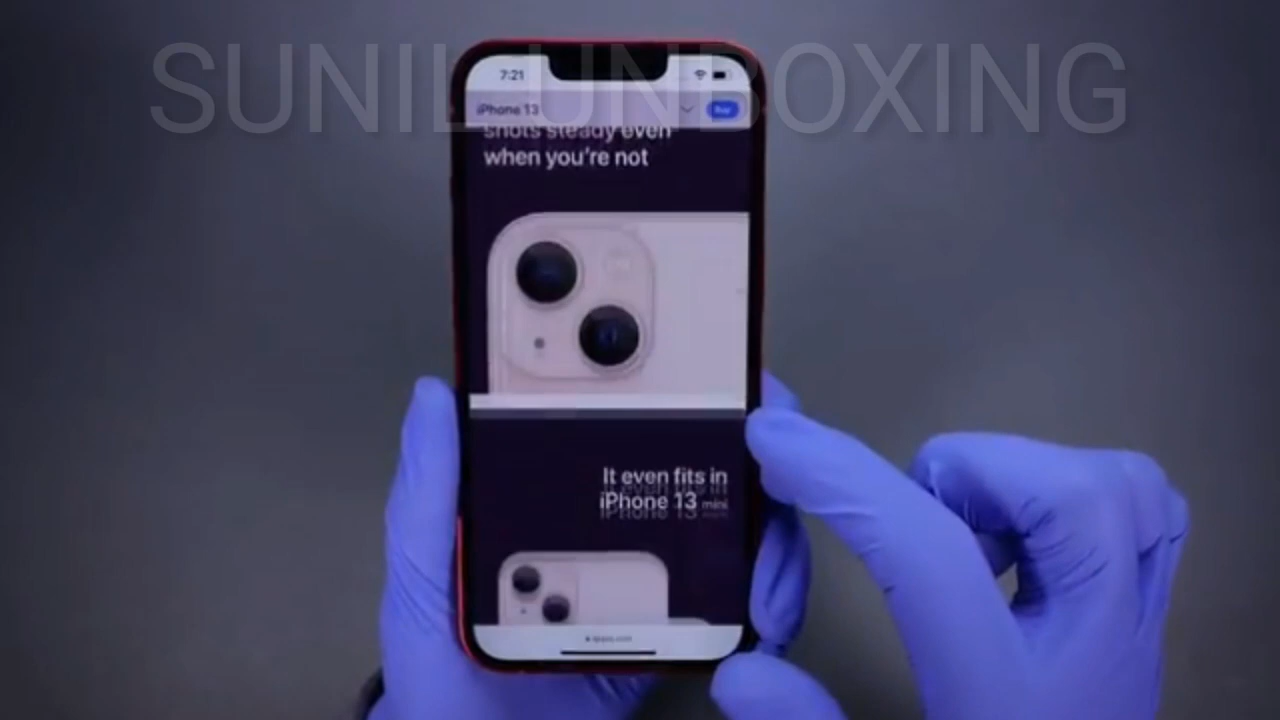 SUNIL UNBOXING
7:21
iPhone 13
Buy
shots steady even
when you're not
It even fits in
iPhone 13 mini